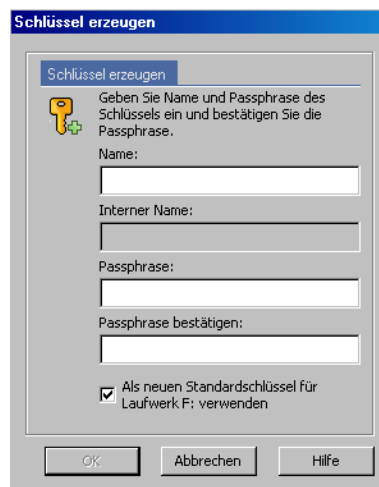 Schlüssel erzeugen
Schlüssel erzeugen
Geben Sie Name und Passphrase des
Schlüssels ein und bestätigen Sie die
Passphrase.
Name:
Interner Name:
Passphrase:
Passphrase bestätigen:
Als neuen Standardschlüssel für
Laufwerk F: verwenden
OK Abbrechen Hilfe